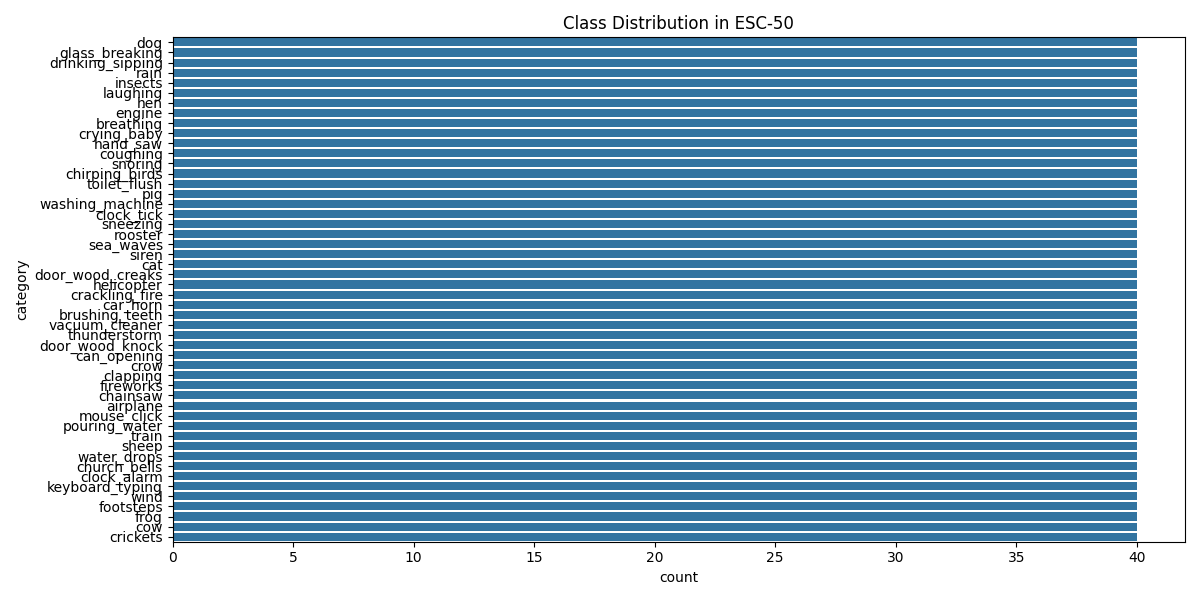 Class Distribution in ESC-50
category
dog
glass_breaking
drinking_sipping
rain
insects
laughing
hen
engine
breathing
crying_baby
hand_saw
coughing
snoring
chirping_birds
toilet_flush
pig
washing_machine
clock_tick
sneezing
rooster
sea_waves
siren
cat
door_wood_creaks
helicopter
crackling_fire
car_horn
brushing_teeth
vacuum_cleaner
thunderstorm
door_wood_knock
can_opening
crow
clapping
fireworks
chainsaw
airplane
mouse_click
pouring_water
train
sheep
water_drops
church_bells
clock_alarm
keyboard_typing
wind
footsteps
frog
cow
crickets
0 5 10 15 20 25 30 35 40
count